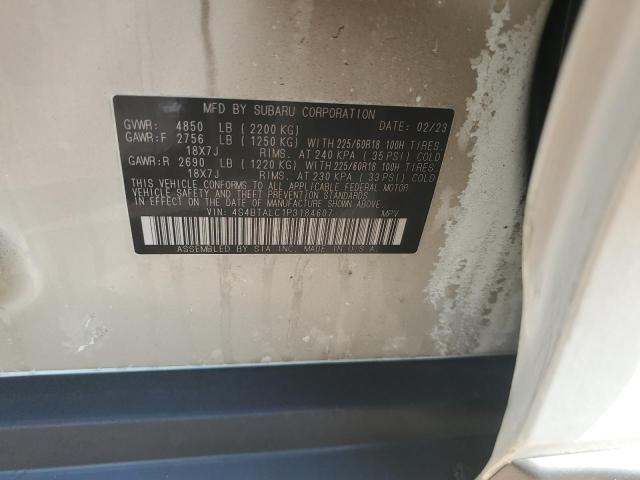 MFD BY SUBARU CORPORATION
GVWR: 4850 LB (2200 KG) DATE: 02/23
GAWR:F 2756 LB (1250 KG) WITH 225/60R18 100H TIRES
18X7J RIMS. AT 240 KPA (35 PSI) COLD
GAWR:R 2690 LB (1220 KG) WITH 225/60R18 100H TIRES
18X7J RIMS. AT 230 KPA (33 PSI) COLD
THIS VEHICLE CONFORMS TO ALL APPLICABLE FEDERAL MOTOR
VEHICLE SAFETY AND THEFT PREVENTION STANDARDS
IN EFFECT ON THE DATE OF MANUFACTURE SHOWN ABOVE.
VIN: 4S4BTALC1P3184607 MPV
ASSEMBLED BY SIA INC. MADE IN U.S.A.